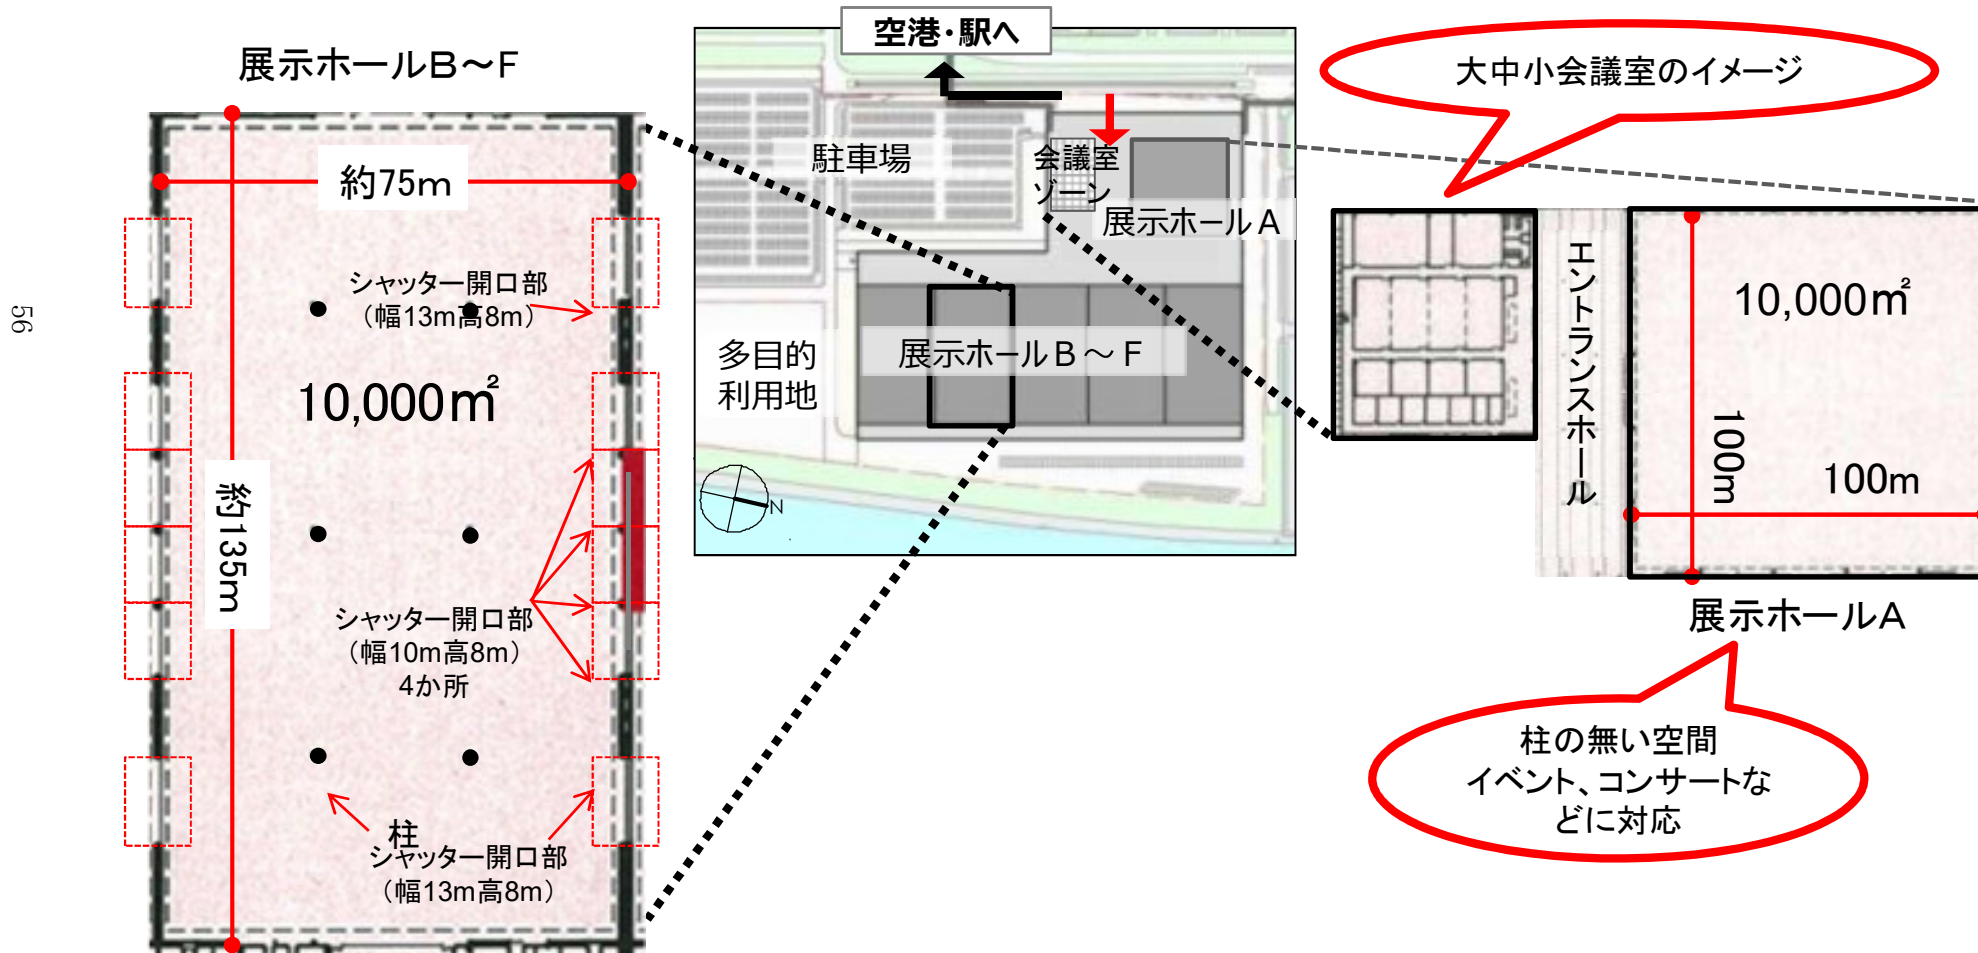 56
展示ホールB～F
約75m
シャッター開口部
（幅13m高8m）
10,000㎡
約135m
シャッター開口部
（幅10m高8m）
4か所
柱
シャッター開口部
（幅13m高8m）
空港・駅へ
駐車場
会議室
ゾーン
展示ホールA
展示ホールB～F
多目的
利用地
N
大中小会議室のイメージ
エントランスホール
10,000㎡
100m
100m
展示ホールA
柱の無い空間
イベント、コンサートな
どに対応